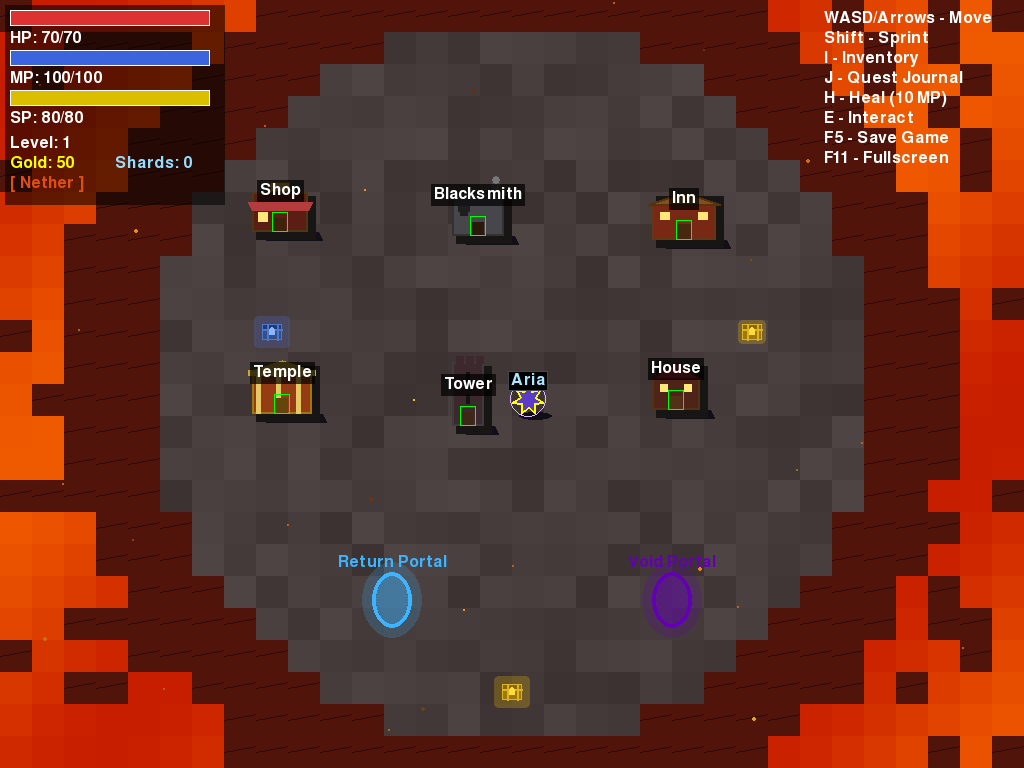 HP: 70/70
MP: 100/100
SP: 80/80
Level: 1
Gold: 50 Shards: 0
[ Nether ]
WASD/Arrows - Move
Shift - Sprint
I - Inventory
J - Quest Journal
H - Heal (10 MP)
E - Interact
F5 - Save Game
F11 - Fullscreen
Shop
Blacksmith
Inn
Temple
Tower
Aria
House
Return Portal
Void Portal